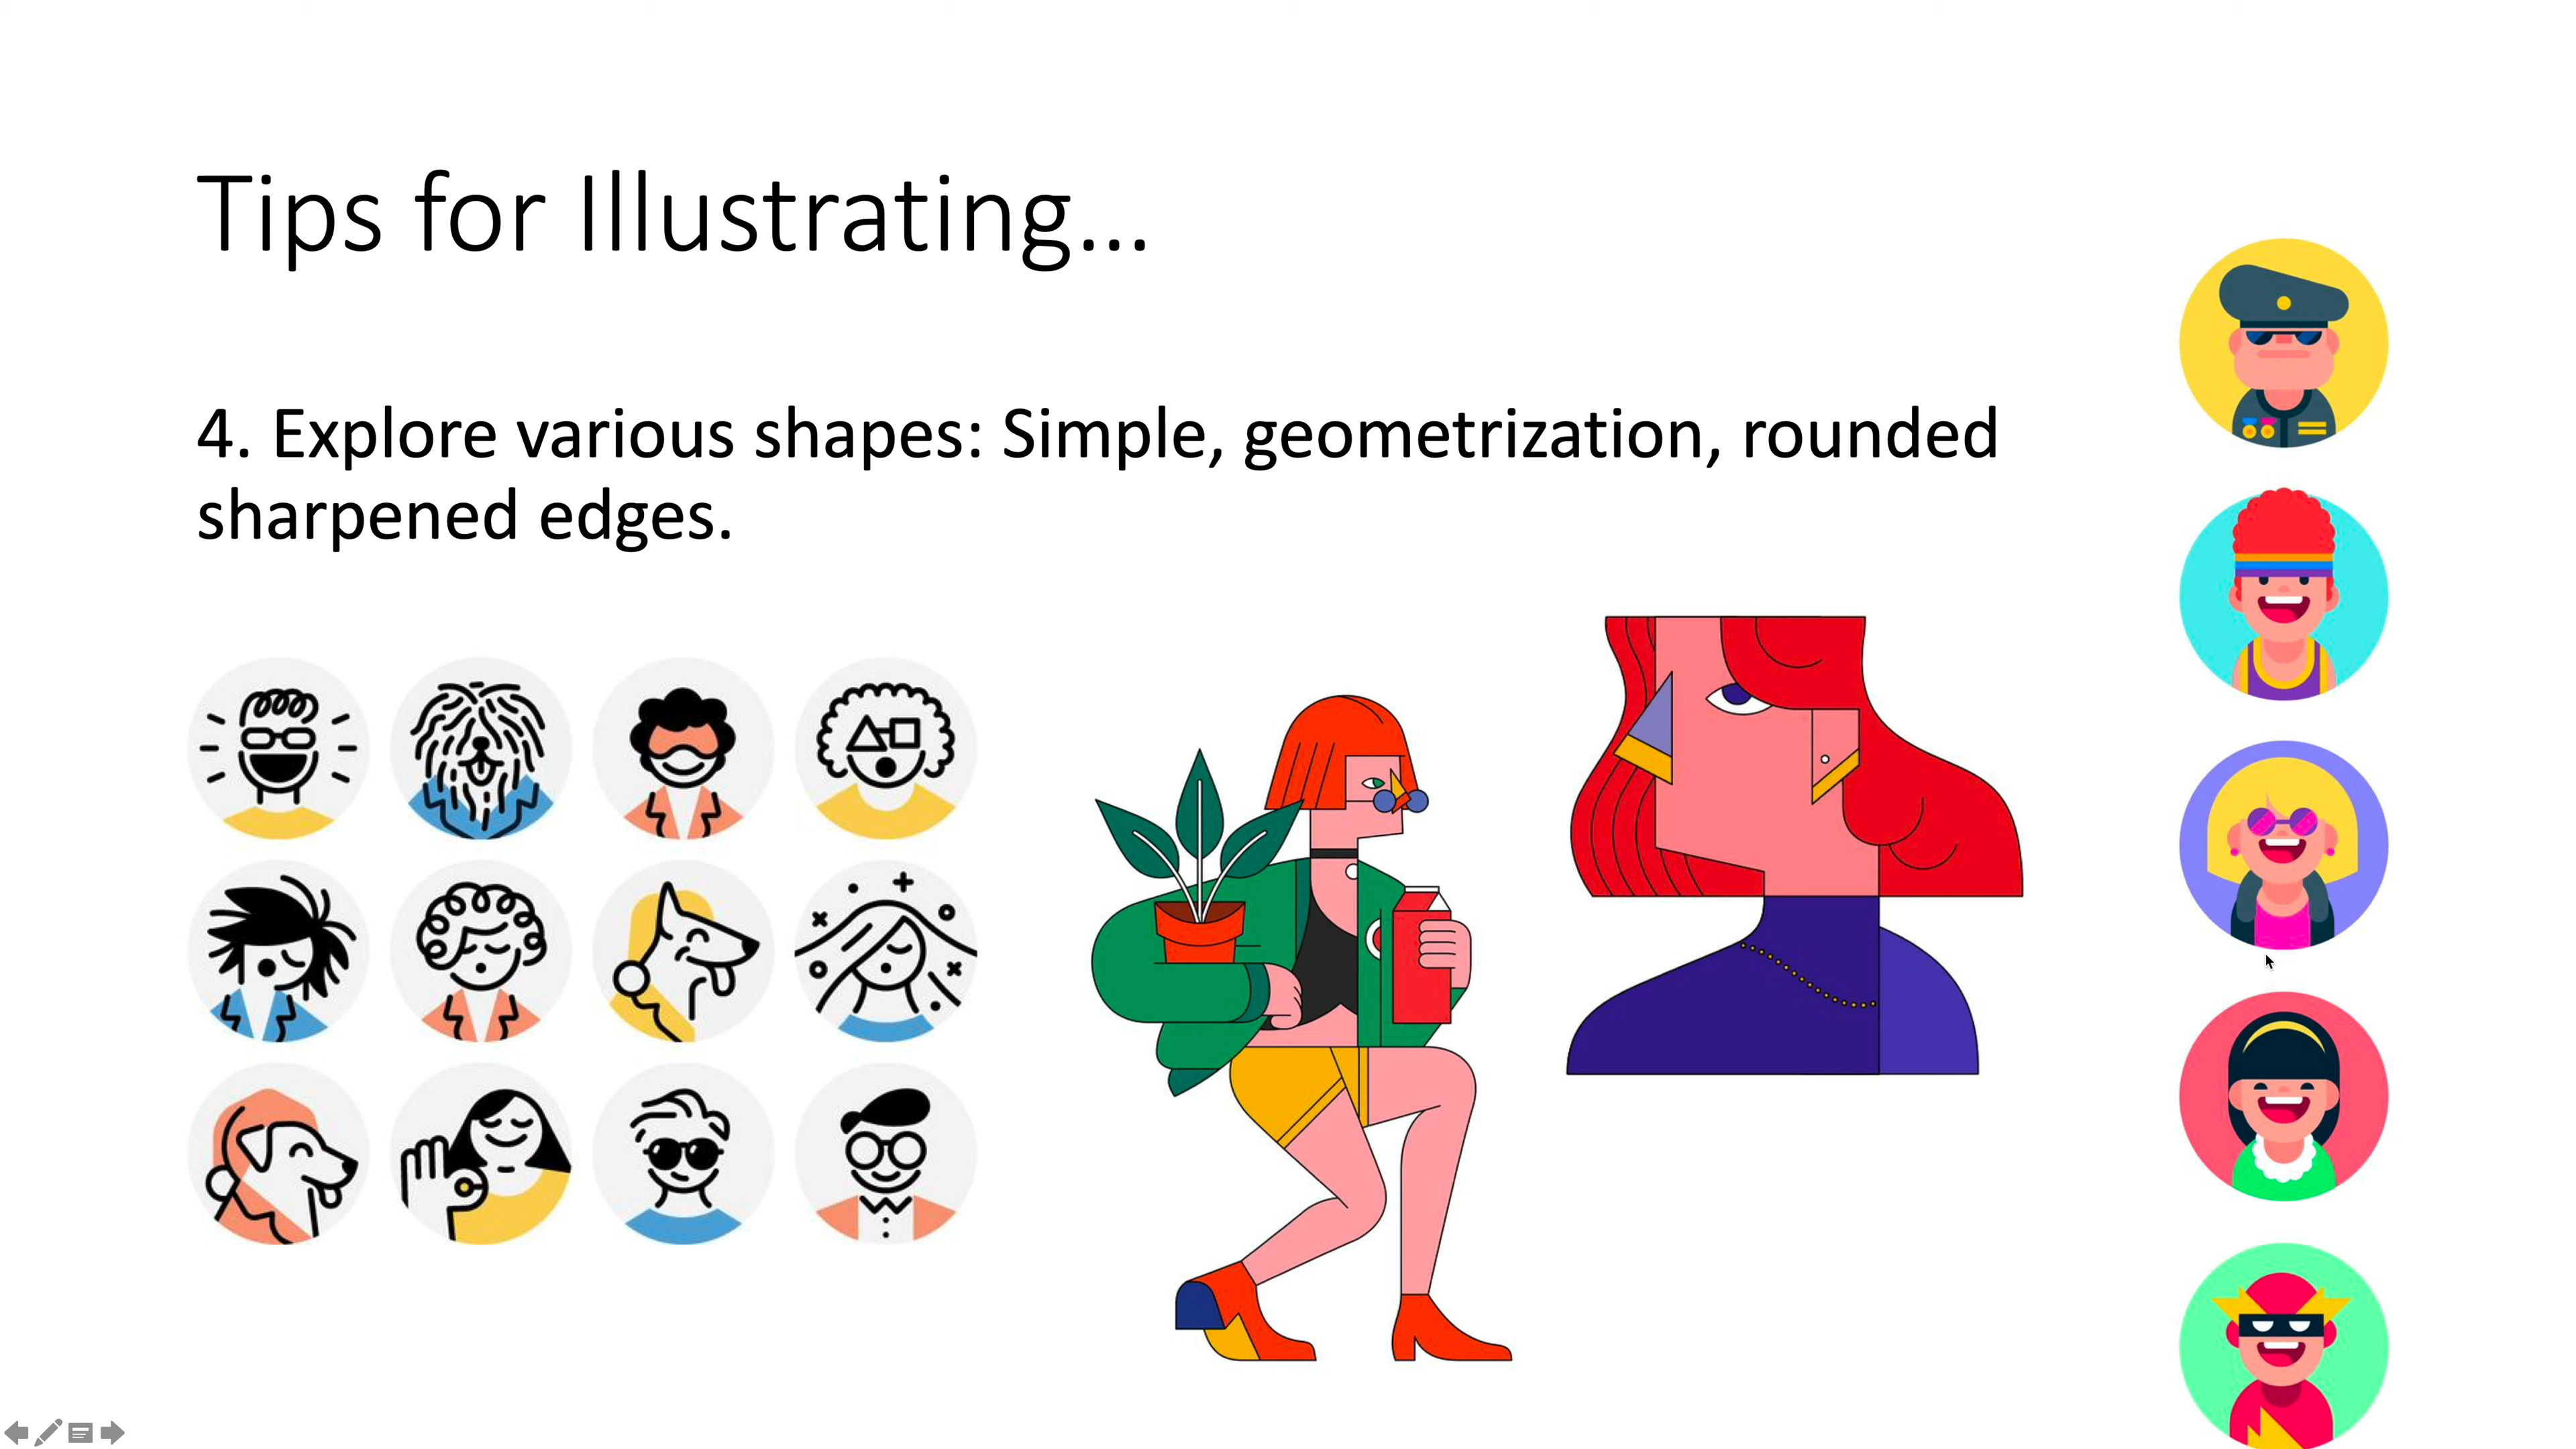 Tips for Illustrating...
4. Explore various shapes: Simple, geometrization, rounded
sharpened edges.